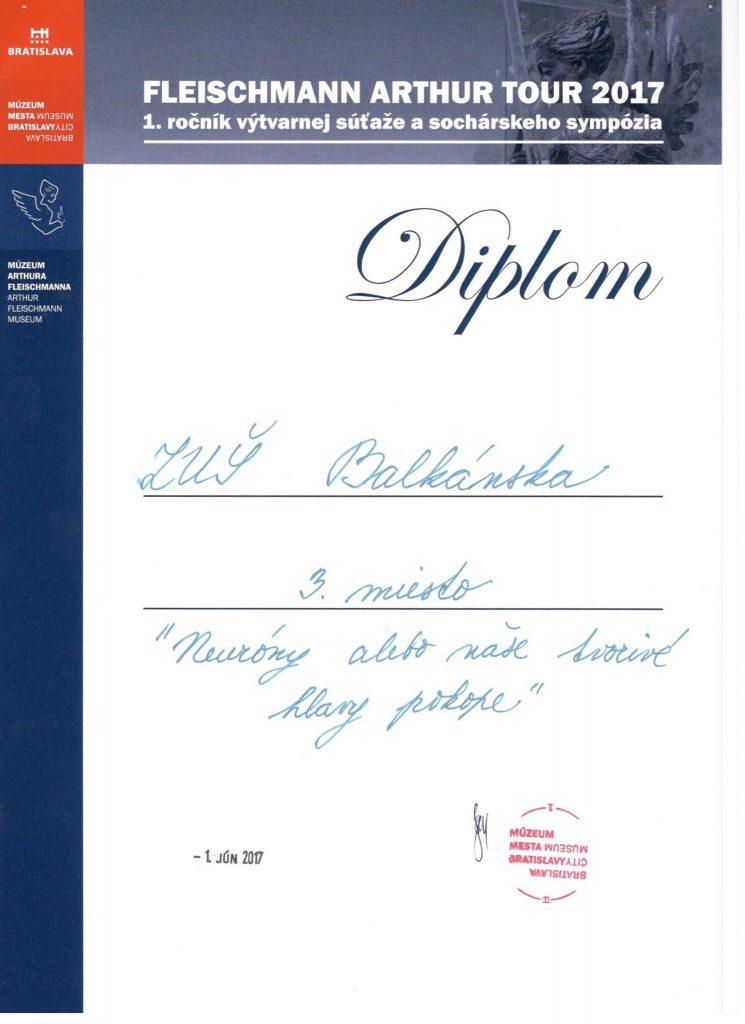 BRATISLAVA
MÚZEUM
MESTA MUSEUM
BRATISLAVY CITY
BRATISLAVA
FLEISCHMANN ARTHUR TOUR 2017
1. ročník výtvarnej súťaže a sochárskeho sympózia
MÚZEUM
ARTHURA
FLEISCHMANNA
ARTHUR
FLEISCHMANN
MUSEUM
Diplom
ZUŠ Balkánska
3. miesto
"Neuróny alebo naše tvorivé
hlavy pokope"
- 1. JÚN 2017
1.
MÚZEUM
MESTA MUSEUM
BRATISLAVY CITY
BRATISLAVA